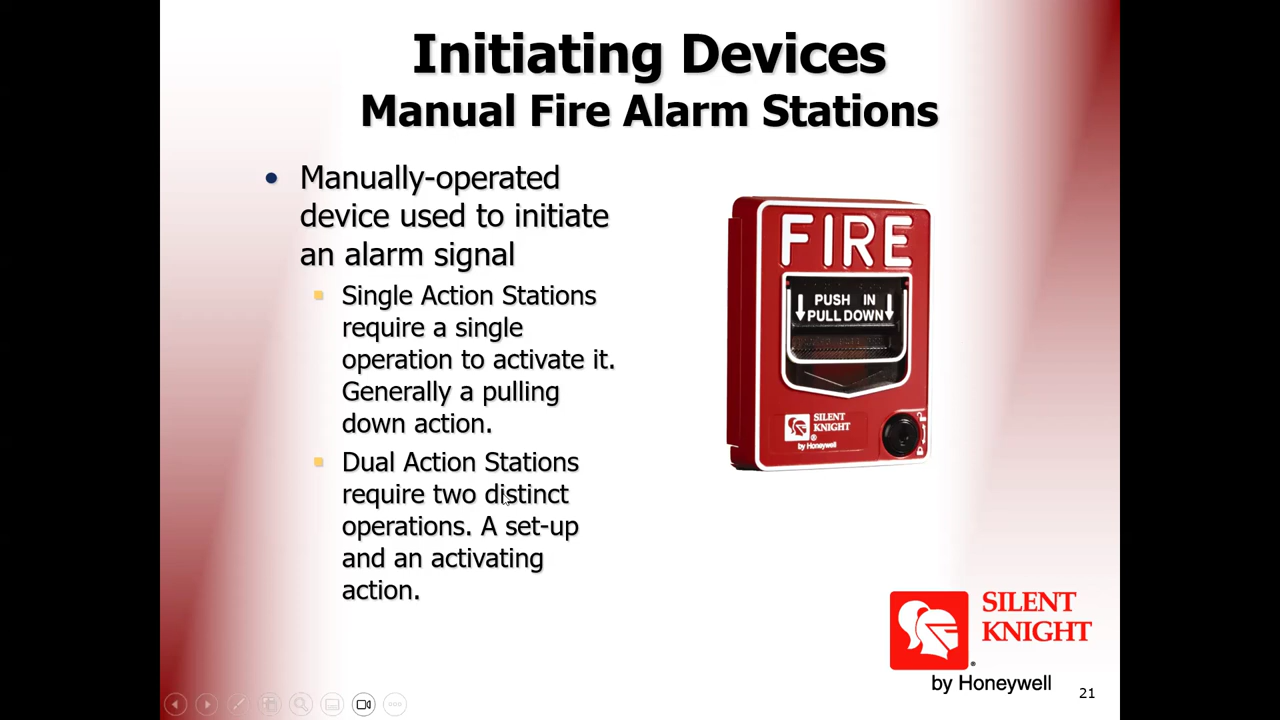 Initiating Devices
Manual Fire Alarm Stations
• Manually-operated
device used to initiate
an alarm signal
Single Action Stations
require a single
operation to activate it.
Generally a pulling
down action.
Dual Action Stations
require two distinct
operations. A set-up
and an activating
action.
FIRE
PUSH IN
PULL DOWN
SILENT
KNIGHT
®
by Honeywell
SILENT
KNIGHT
®
by Honeywell
21